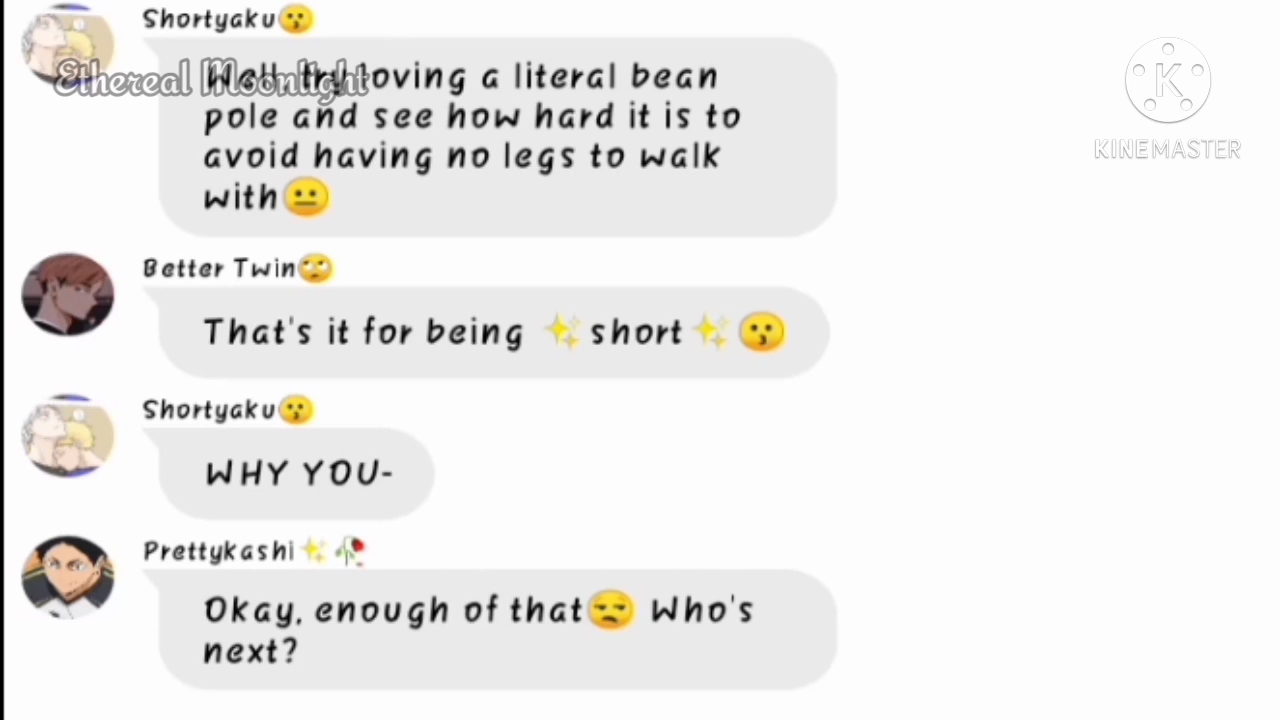 Shortyaku😗
Well, try loving a literal bean
pole and see how hard it is to
avoid having no legs to walk
with😐
Ethereal Moonlight
KINEMASTER
Better Twin🙄
That's it for being ✨short✨😗
Shortyaku😗
WHY YOU-
Prettykashi✨🥀
Okay, enough of that😒 Who's
next?